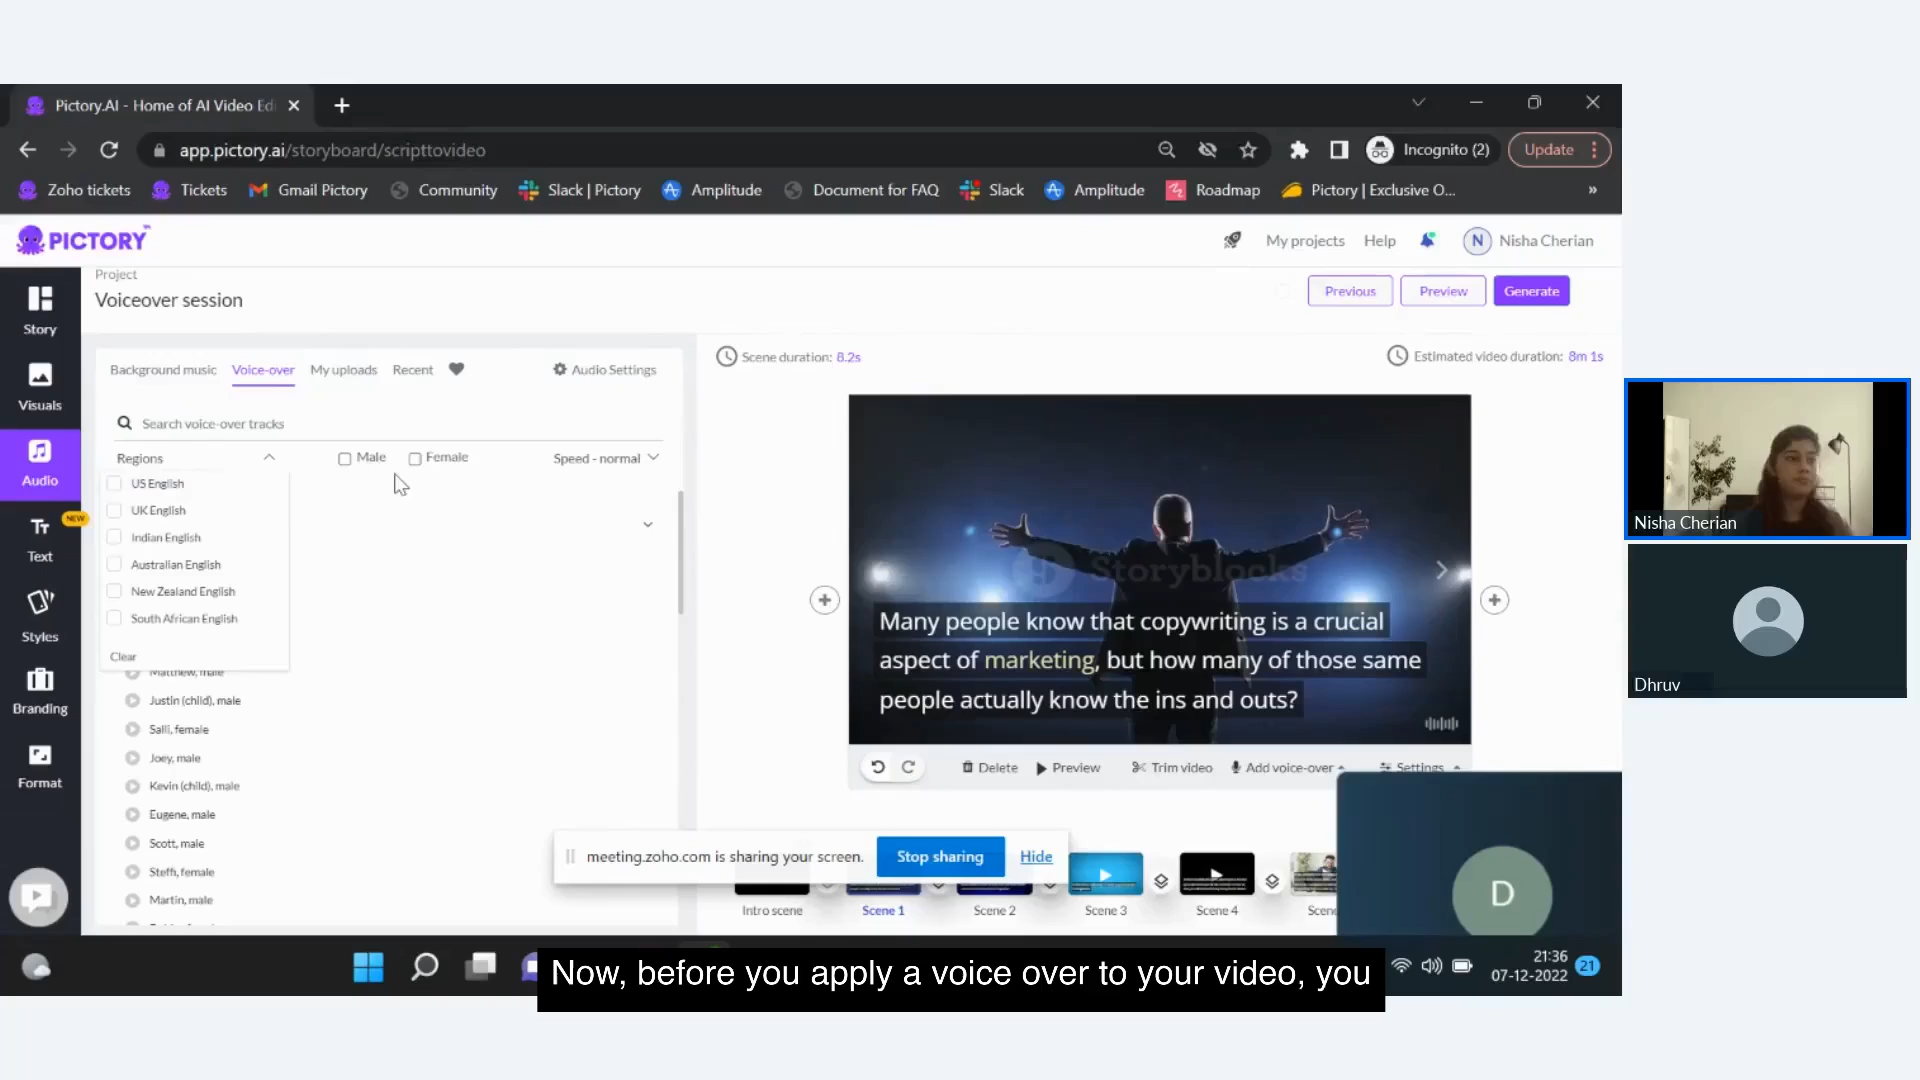 Pictory.AI - Home of AI Video Edi
app.pictory.ai/storyboard/scripttovideo
Incognito (2)
Update
Zoho tickets
Tickets
Gmail Pictory
Community
Slack | Pictory
Amplitude
Document for FAQ
Slack
Amplitude
Roadmap
Pictory | Exclusive O...
»
PICTORY
My projects
Help
N
Nisha Cherian
Project
Voiceover session
Previous
Preview
Generate
Story
Visuals
Audio
NEW
Text
Styles
Branding
Format
Background music
Voice-over
My uploads
Recent
Audio Settings
Search voice-over tracks
Regions
Male
Female
Speed - normal
US English
UK English
Indian English
Australian English
New Zealand English
South African English
Clear
Matthew, male
Justin (child), male
Salli, female
Joey, male
Kevin (child), male
Eugene, male
Scott, male
Steffi, female
Martin, male
Scene duration: 8.2s
Estimated video duration: 8m 1s
Storyblocks
Many people know that copywriting is a crucial
aspect of marketing, but how many of those same
people actually know the ins and outs?
Delete
Preview
Trim video
Add voice-over
Settings
meeting.zoho.com is sharing your screen.
Stop sharing
Hide
Intro scene
Scene 1
Scene 2
Scene 3
Scene 4
D
21:36
07-12-2022
21
Nisha Cherian
Dhruv
Now, before you apply a voice over to your video, you